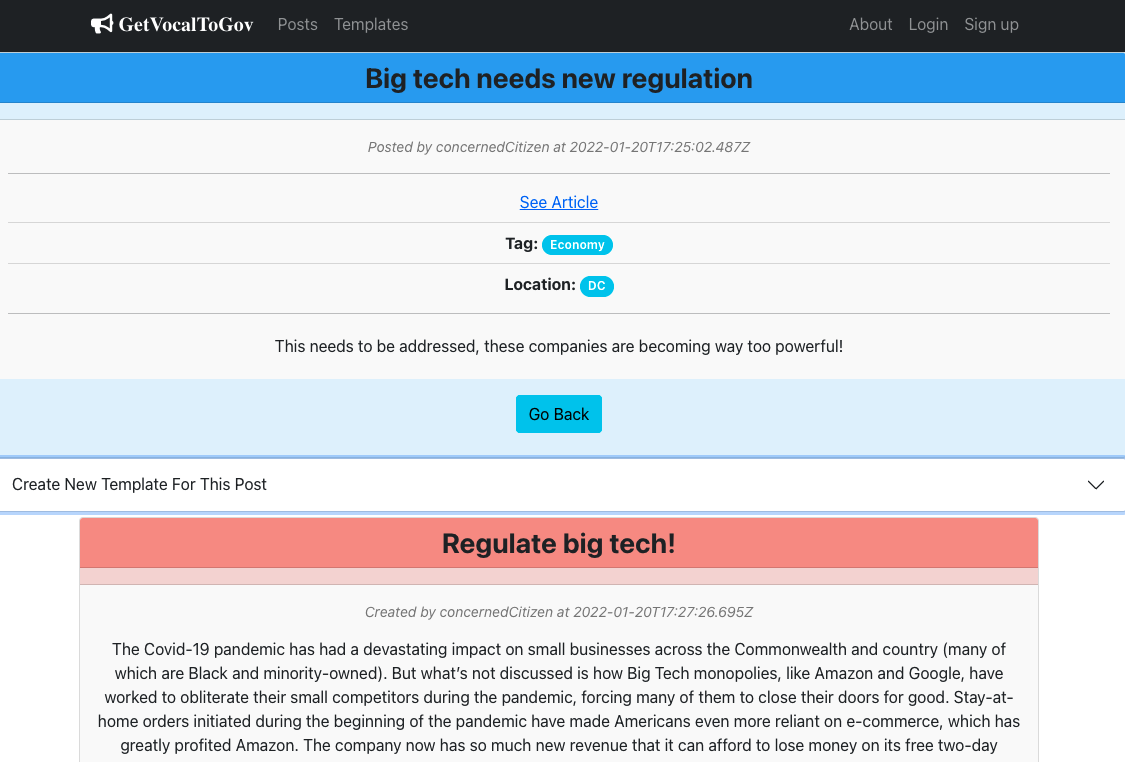 GetVocalToGov Posts Templates About Login Sign up
Big tech needs new regulation
Posted by concernedCitizen at 2022-01-20T17:25:02.487Z
See Article
Tag: Economy
Location: DC
This needs to be addressed, these companies are becoming way too powerful!
Go Back
Create New Template For This Post
Regulate big tech!
Created by concernedCitizen at 2022-01-20T17:27:26.695Z
The Covid-19 pandemic has had a devastating impact on small businesses across the Commonwealth and country (many of
which are Black and minority-owned). But what’s not discussed is how Big Tech monopolies, like Amazon and Google, have
worked to obliterate their small competitors during the pandemic, forcing many of them to close their doors for good. Stay-at-
home orders initiated during the beginning of the pandemic have made Americans even more reliant on e-commerce, which has
greatly profited Amazon. The company now has so much new revenue that it can afford to lose money on its free two-day